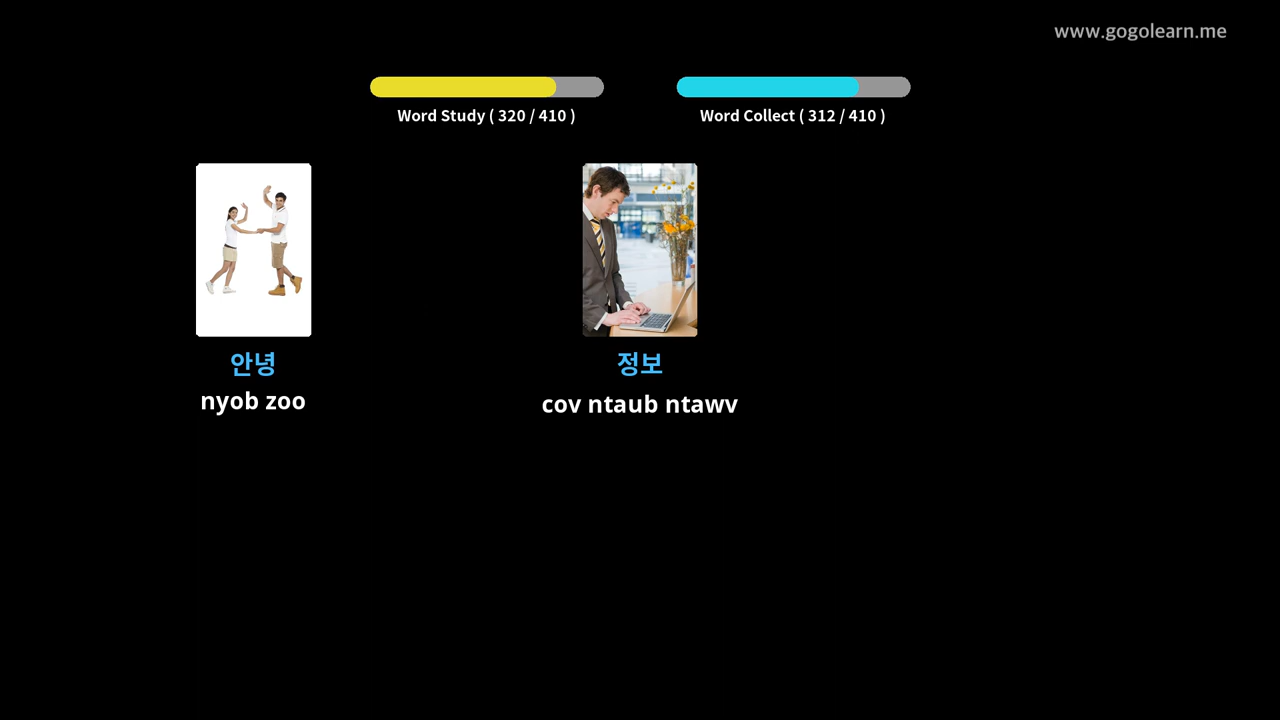 www.gogolearn.me
Word Study ( 320 / 410 )
Word Collect ( 312 / 410 )
안녕
nyob zoo
정보
cov ntaub ntawv